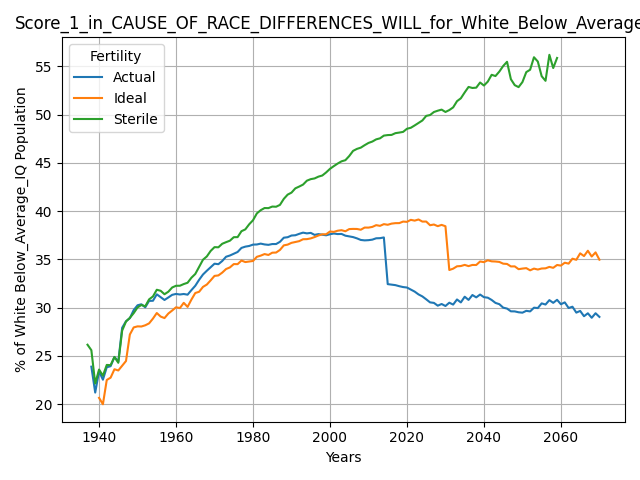 Score_1_in_CAUSE_OF_RACE_DIFFERENCES_WILL_for_White_Below_Average
Fertility
Actual
Ideal
Sterile
% of White Below_Average_IQ Population
55
50
45
40
35
30
25
20
1940 1960 1980 2000 2020 2040 2060
Years